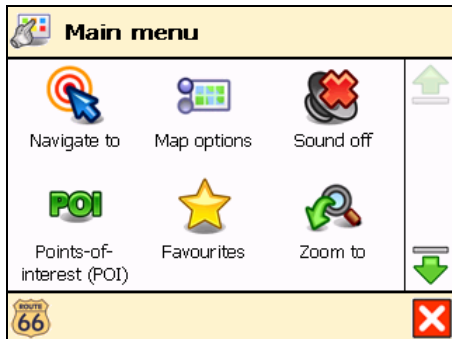 Main menu
Navigate to
Map options
Sound off
POI
Points-of-
interest (POI)
Favourites
Zoom to
ROUTE
66